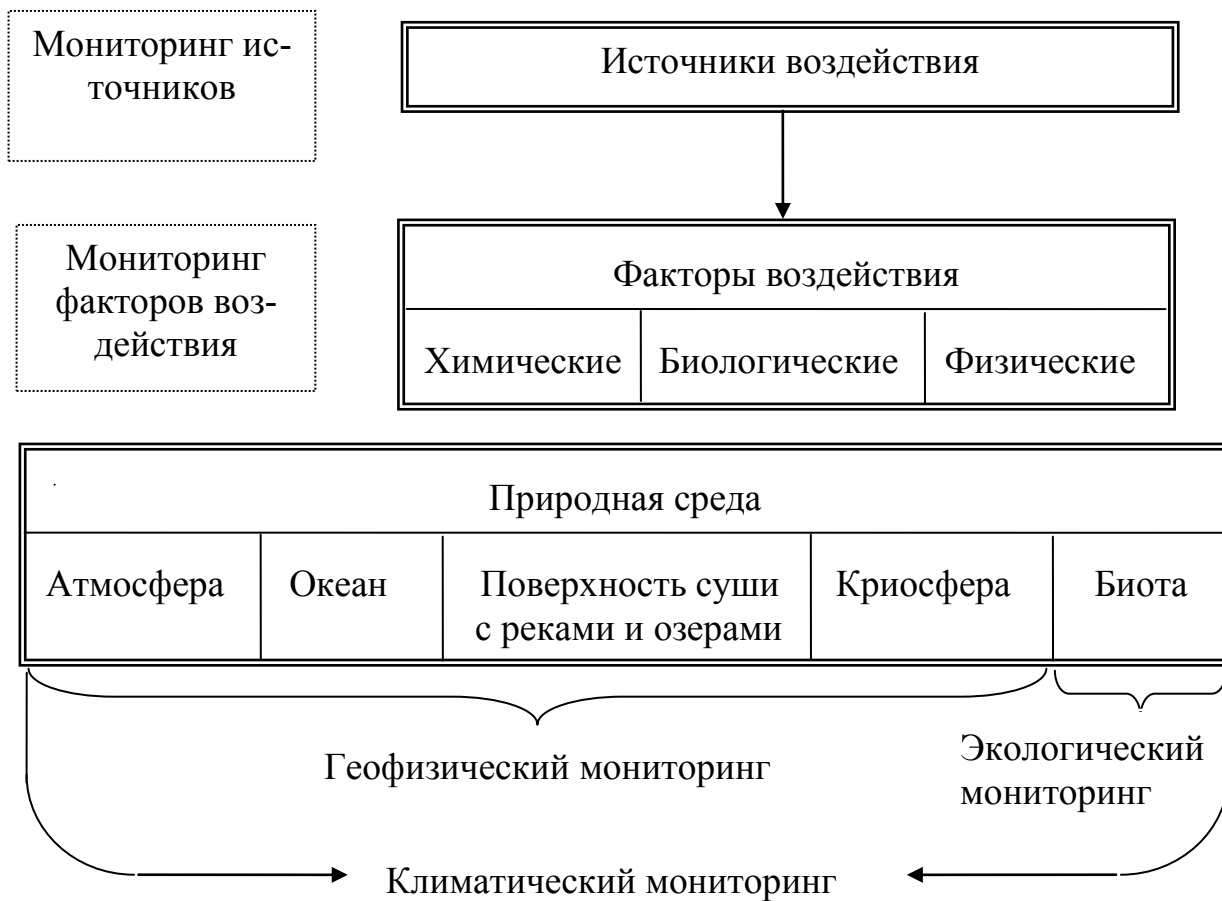 Мониторинг ис-
точников
Источники воздействия
Мониторинг
факторов воз-
действия
Факторы воздействия
Химические
Биологические
Физические
Природная среда
Атмосфера
Океан
Поверхность суши
с реками и озерами
Криосфера
Биота
Геофизический мониторинг
Экологический
мониторинг
Климатический мониторинг